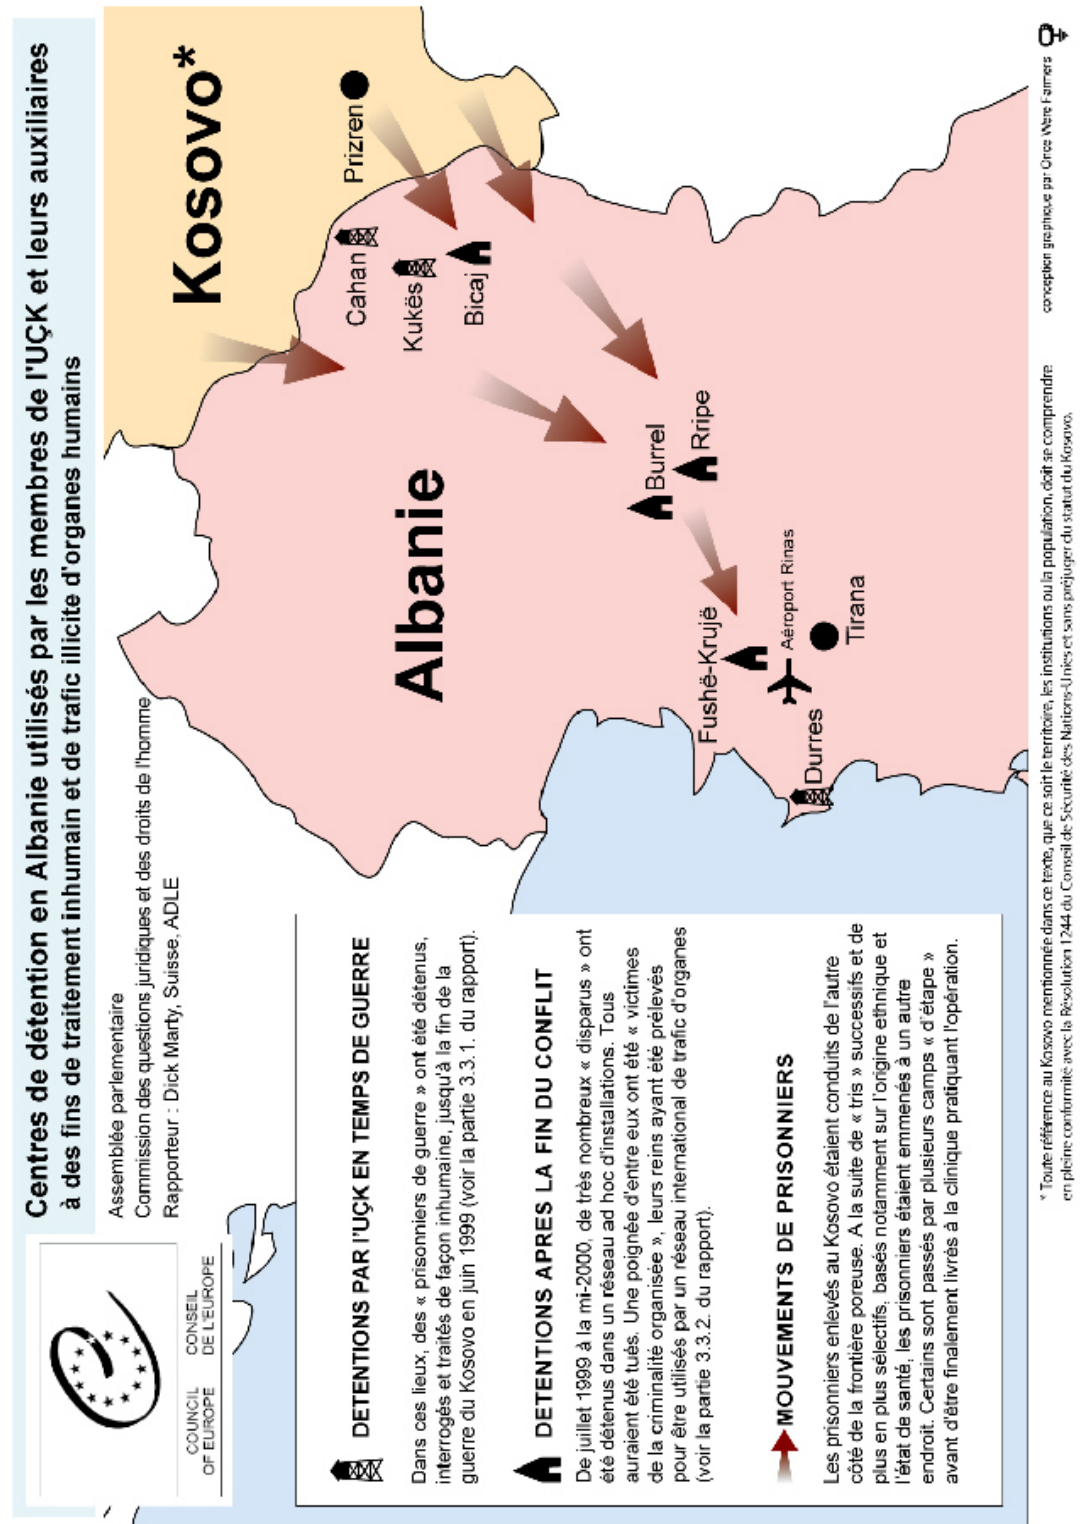 Centres de détention en Albanie utilisés par les membres de l'UÇK et leurs auxiliaires
à des fins de traitement inhumain et de trafic illicite d'organes humains
COUNCIL OF EUROPE
CONSEIL DE L'EUROPE
Assemblée parlementaire
Commission des questions juridiques et des droits de l'homme
Rapporteur : Dick Marty, Suisse, ADLE
Kosovo*
Prizren
Cahan
Kukës
Bicaj
Albanie
Burrel
Rripe
Fushë-Krujë
Aéroport Rinas
Tirana
Durres
DETENTIONS PAR l'UÇK EN TEMPS DE GUERRE
Dans ces lieux, des « prisonniers de guerre » ont été détenus,
interrogés et traités de façon inhumaine, jusqu'à la fin de la
guerre du Kosovo en juin 1999 (voir la partie 3.3.1. du rapport).
DETENTIONS APRES LA FIN DU CONFLIT
De juillet 1999 à la mi-2000, de très nombreux « disparus » ont
été détenus dans un réseau ad hoc d'installations. Tous
auraient été tués. Une poignée d'entre eux ont été « victimes
de la criminalité organisée », leurs reins ayant été prélevés
pour être utilisés par un réseau international de trafic d'organes
(voir la partie 3.3.2. du rapport).
MOUVEMENTS DE PRISONNIERS
Les prisonniers enlevés au Kosovo étaient conduits de l'autre
côté de la frontière poreuse. A la suite de « tris » successifs et de
plus en plus sélectifs, basés notamment sur l'origine ethnique et
l'état de santé, les prisonniers étaient emmenés à un autre
endroit. Certains sont passés par plusieurs camps « d'étape »
avant d'être finalement livrés à la clinique pratiquant l'opération.
* Toute référence au Kosovo mentionnée dans ce texte, que ce soit le territoire, les institutions ou la population, doit se comprendre
en pleine conformité avec la Résolution 1244 du Conseil de Sécurité des Nations-Unies et sans préjuger du statut du Kosovo.
conception graphique par Once Were Farmers